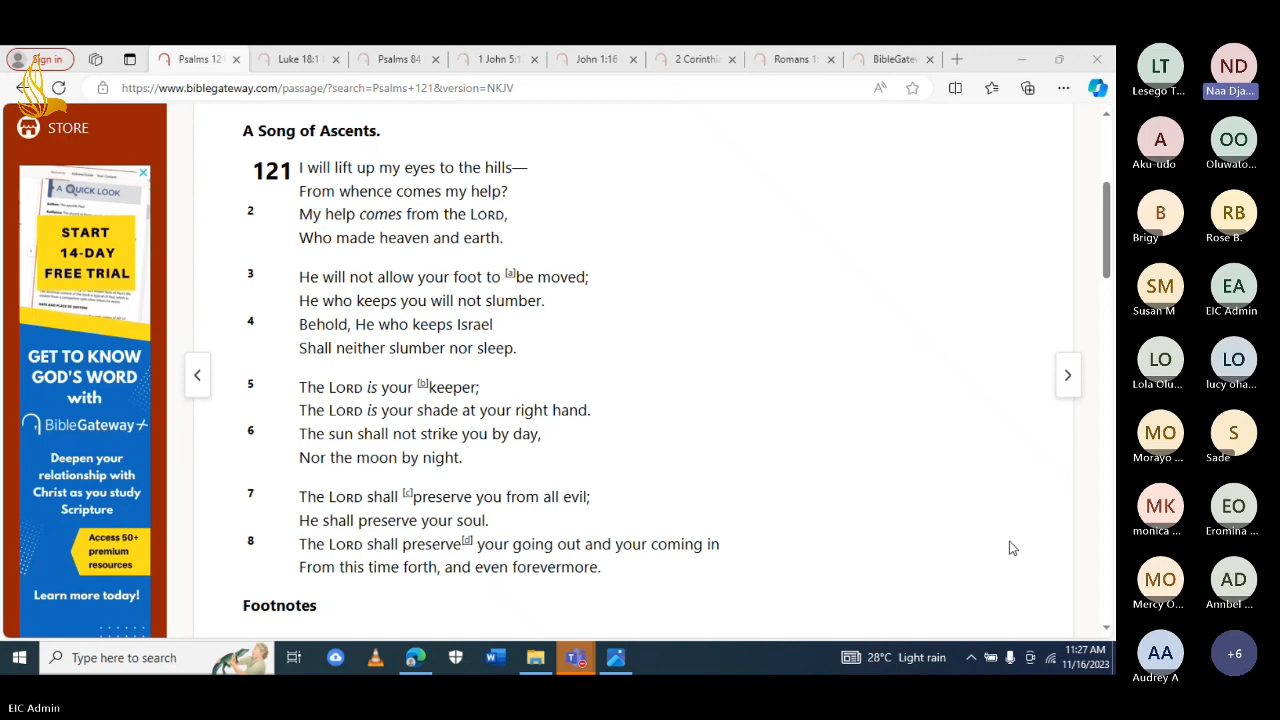 Sign in
Psalms 121
Luke 18:1
Psalms 84
1 John 5:1
John 1:16
2 Corinthi
Romans 1
BibleGate
https://www.biblegateway.com/passage/?search=Psalms+121&version=NKJV
STORE
A QUICK LOOK
START
14-DAY
FREE TRIAL
GET TO KNOW
GOD'S WORD
with
BibleGateway+
Deepen your
relationship with
Christ as you study
Scripture
Access 50+
premium
resources
Learn more today!
A Song of Ascents.
121 I will lift up my eyes to the hills—
From whence comes my help?
2 My help comes from the LORD,
Who made heaven and earth.
3 He will not allow your foot to [a]be moved;
He who keeps you will not slumber.
4 Behold, He who keeps Israel
Shall neither slumber nor sleep.
5 The LORD is your [b]keeper;
The LORD is your shade at your right hand.
6 The sun shall not strike you by day,
Nor the moon by night.
7 The LORD shall [c]preserve you from all evil;
He shall preserve your soul.
8 The LORD shall preserve[d] your going out and your coming in
From this time forth, and even forevermore.
Footnotes
Type here to search
28°C Light rain
11:27 AM
11/16/2023
LT
Lesego T...
ND
Naa Dja...
A
Aku-udo
OO
Oluwato...
B
Brigy
RB
Rose B.
SM
Susan M
EA
EIC Admin
LO
Lola Olu...
LO
lucy oha...
MO
Morayo ...
S
Sade
MK
monica ...
EO
Eromina ...
MO
Mercy O...
AD
Annbel ...
AA
Audrey A
+6
EIC Admin